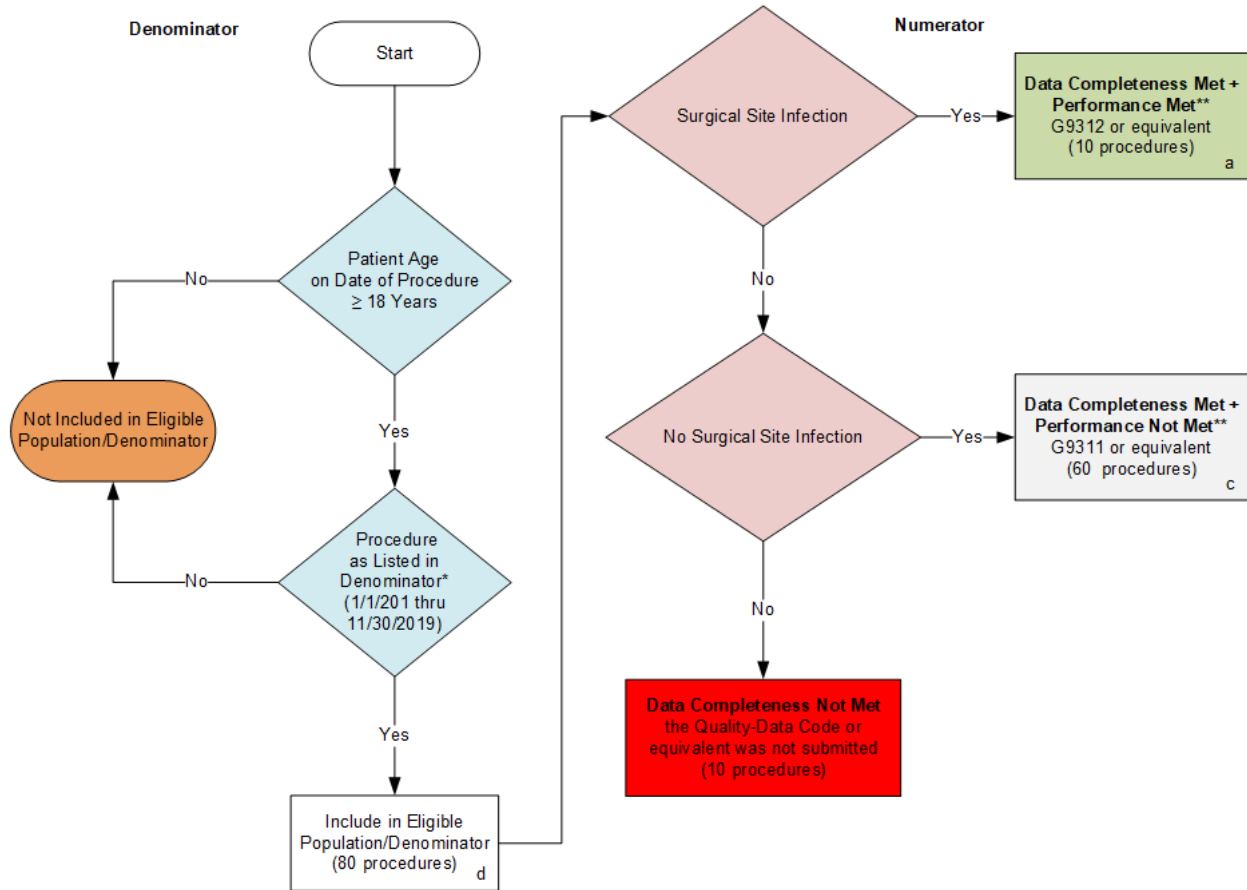 Denominator
Start
Patient Age
on Date of Procedure
≥ 18 Years
No
Not Included in Eligible
Population/Denominator
Yes
Procedure
as Listed in
Denominator*
(1/1/201 thru
11/30/2019)
No
Yes
Include in Eligible
Population/Denominator
(80 procedures)
d
Numerator
Surgical Site Infection
Yes
Data Completeness Met +
Performance Met**
G9312 or equivalent
(10 procedures)
a
No
No Surgical Site Infection
Yes
Data Completeness Met +
Performance Not Met**
G9311 or equivalent
(60 procedures)
c
No
Data Completeness Not Met
the Quality-Data Code or
equivalent was not submitted
(10 procedures)